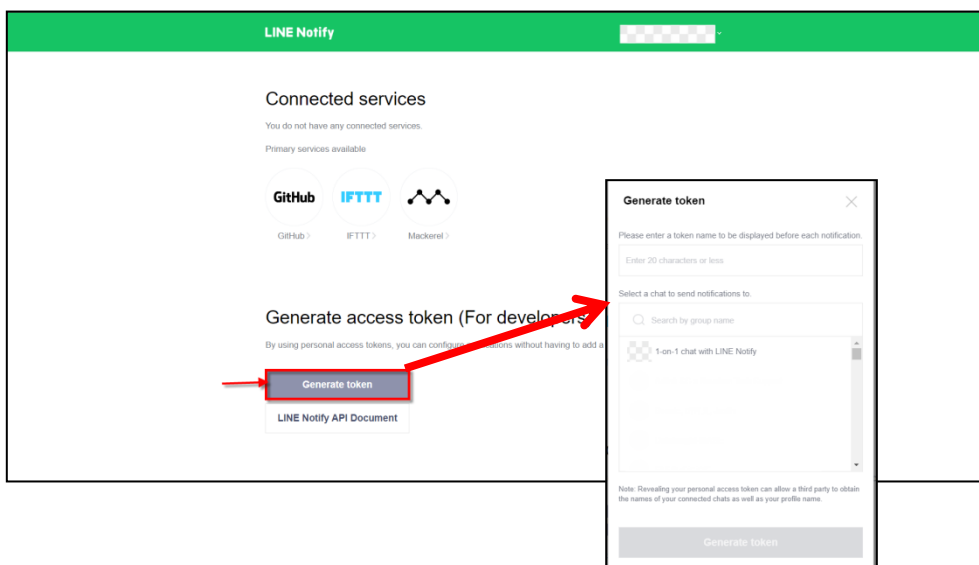 LINE Notify
Connected services
You do not have any connected services.
Primary services available
GitHub
IFTTT
GitHub >
IFTTT >
Mackerel >
Generate access token (For developers
By using personal access tokens, you can configure without having to add a
Generate token
LINE Notify API Document
Generate token
Please enter a token name to be displayed before each notification.
Enter 20 characters or less
Select a chat to send notifications to.
Search by group name
1-on-1 chat with LINE Notify
Note: Revealing your personal access token can allow a third party to obtain
the names of your connected chats as well as your profile name.
Generate token